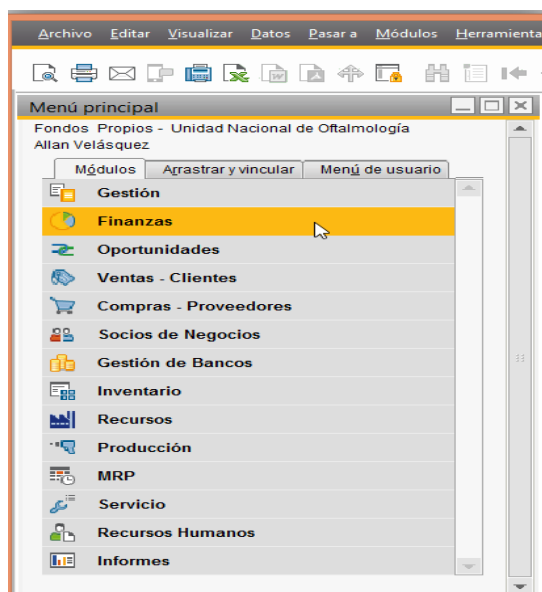 Archivo Editar Visualizar Datos Pasar a Módulos Herramienta
Menú principal
Fondos Propios - Unidad Nacional de Oftalmología
Allan Velásquez
Módulos Arrastrar y vincular Menú de usuario
Gestión
Finanzas
Oportunidades
Ventas - Clientes
Compras - Proveedores
Socios de Negocios
Gestión de Bancos
Inventario
Recursos
Producción
MRP
Servicio
Recursos Humanos
Informes